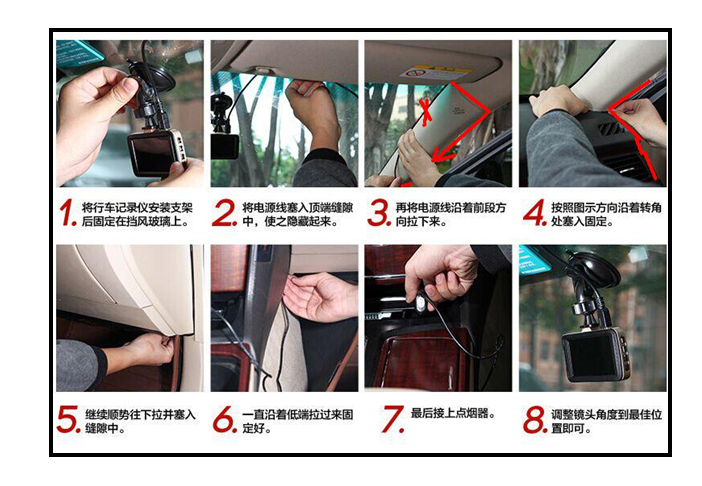 1. 将行车记录仪安装支架
后固定在挡风玻璃上。
2. 将电源线塞入顶端缝隙
中，使之隐藏起来。
3. 再将电源线沿着前段方
向拉下来。
4. 按照图示方向沿着转角
处塞入固定。
5. 继续顺势往下拉并塞入
缝隙中。
6. 一直沿着低端拉过来固
定好。
7. 最后接上点烟器。
8. 调整镜头角度到最佳位
置即可。